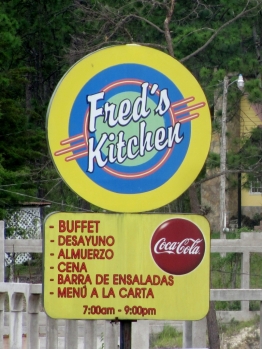 Fred's
Kitchen
- BUFFET
- DESAYUNO
- ALMUERZO
- CENA
- BARRA DE ENSALADAS
- MENÚ A LA CARTA
7:00am - 9:00pm
Coca-Cola